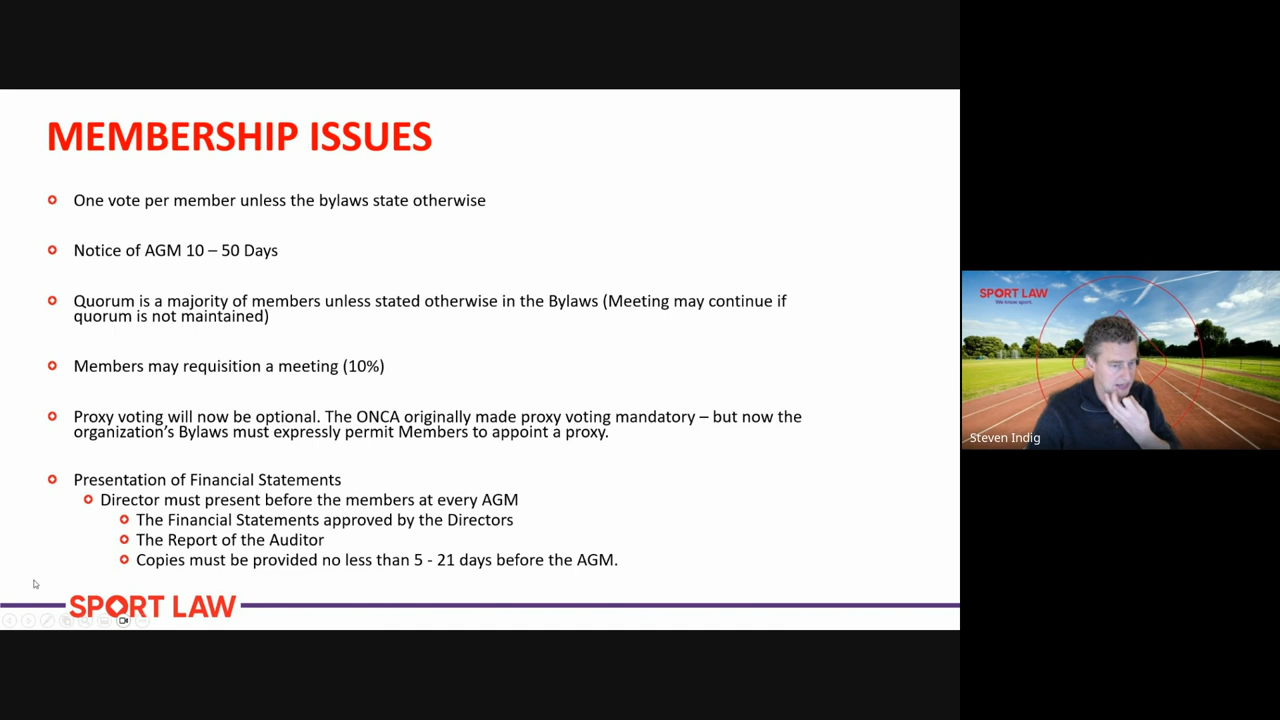 MEMBERSHIP ISSUES
One vote per member unless the bylaws state otherwise
Notice of AGM 10 – 50 Days
Quorum is a majority of members unless stated otherwise in the Bylaws (Meeting may continue if
quorum is not maintained)
Members may requisition a meeting (10%)
Proxy voting will now be optional. The ONCA originally made proxy voting mandatory – but now the
organization's Bylaws must expressly permit Members to appoint a proxy.
Presentation of Financial Statements
Director must present before the members at every AGM
The Financial Statements approved by the Directors
The Report of the Auditor
Copies must be provided no less than 5 - 21 days before the AGM.
SPORT LAW
SPORT LAW
We know sport.
Steven Indig